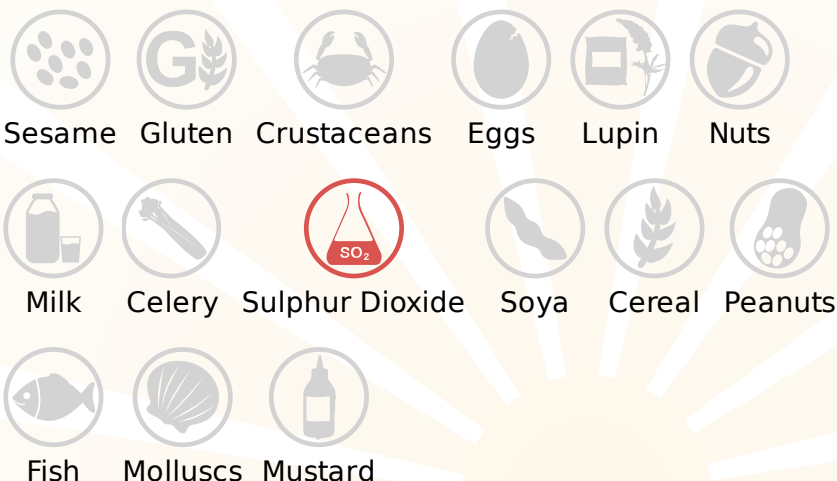 G
Sesame Gluten Crustaceans Eggs Lupin Nuts
SO₂
Milk Celery Sulphur Dioxide Soya Cereal Peanuts
Fish Molluscs Mustard